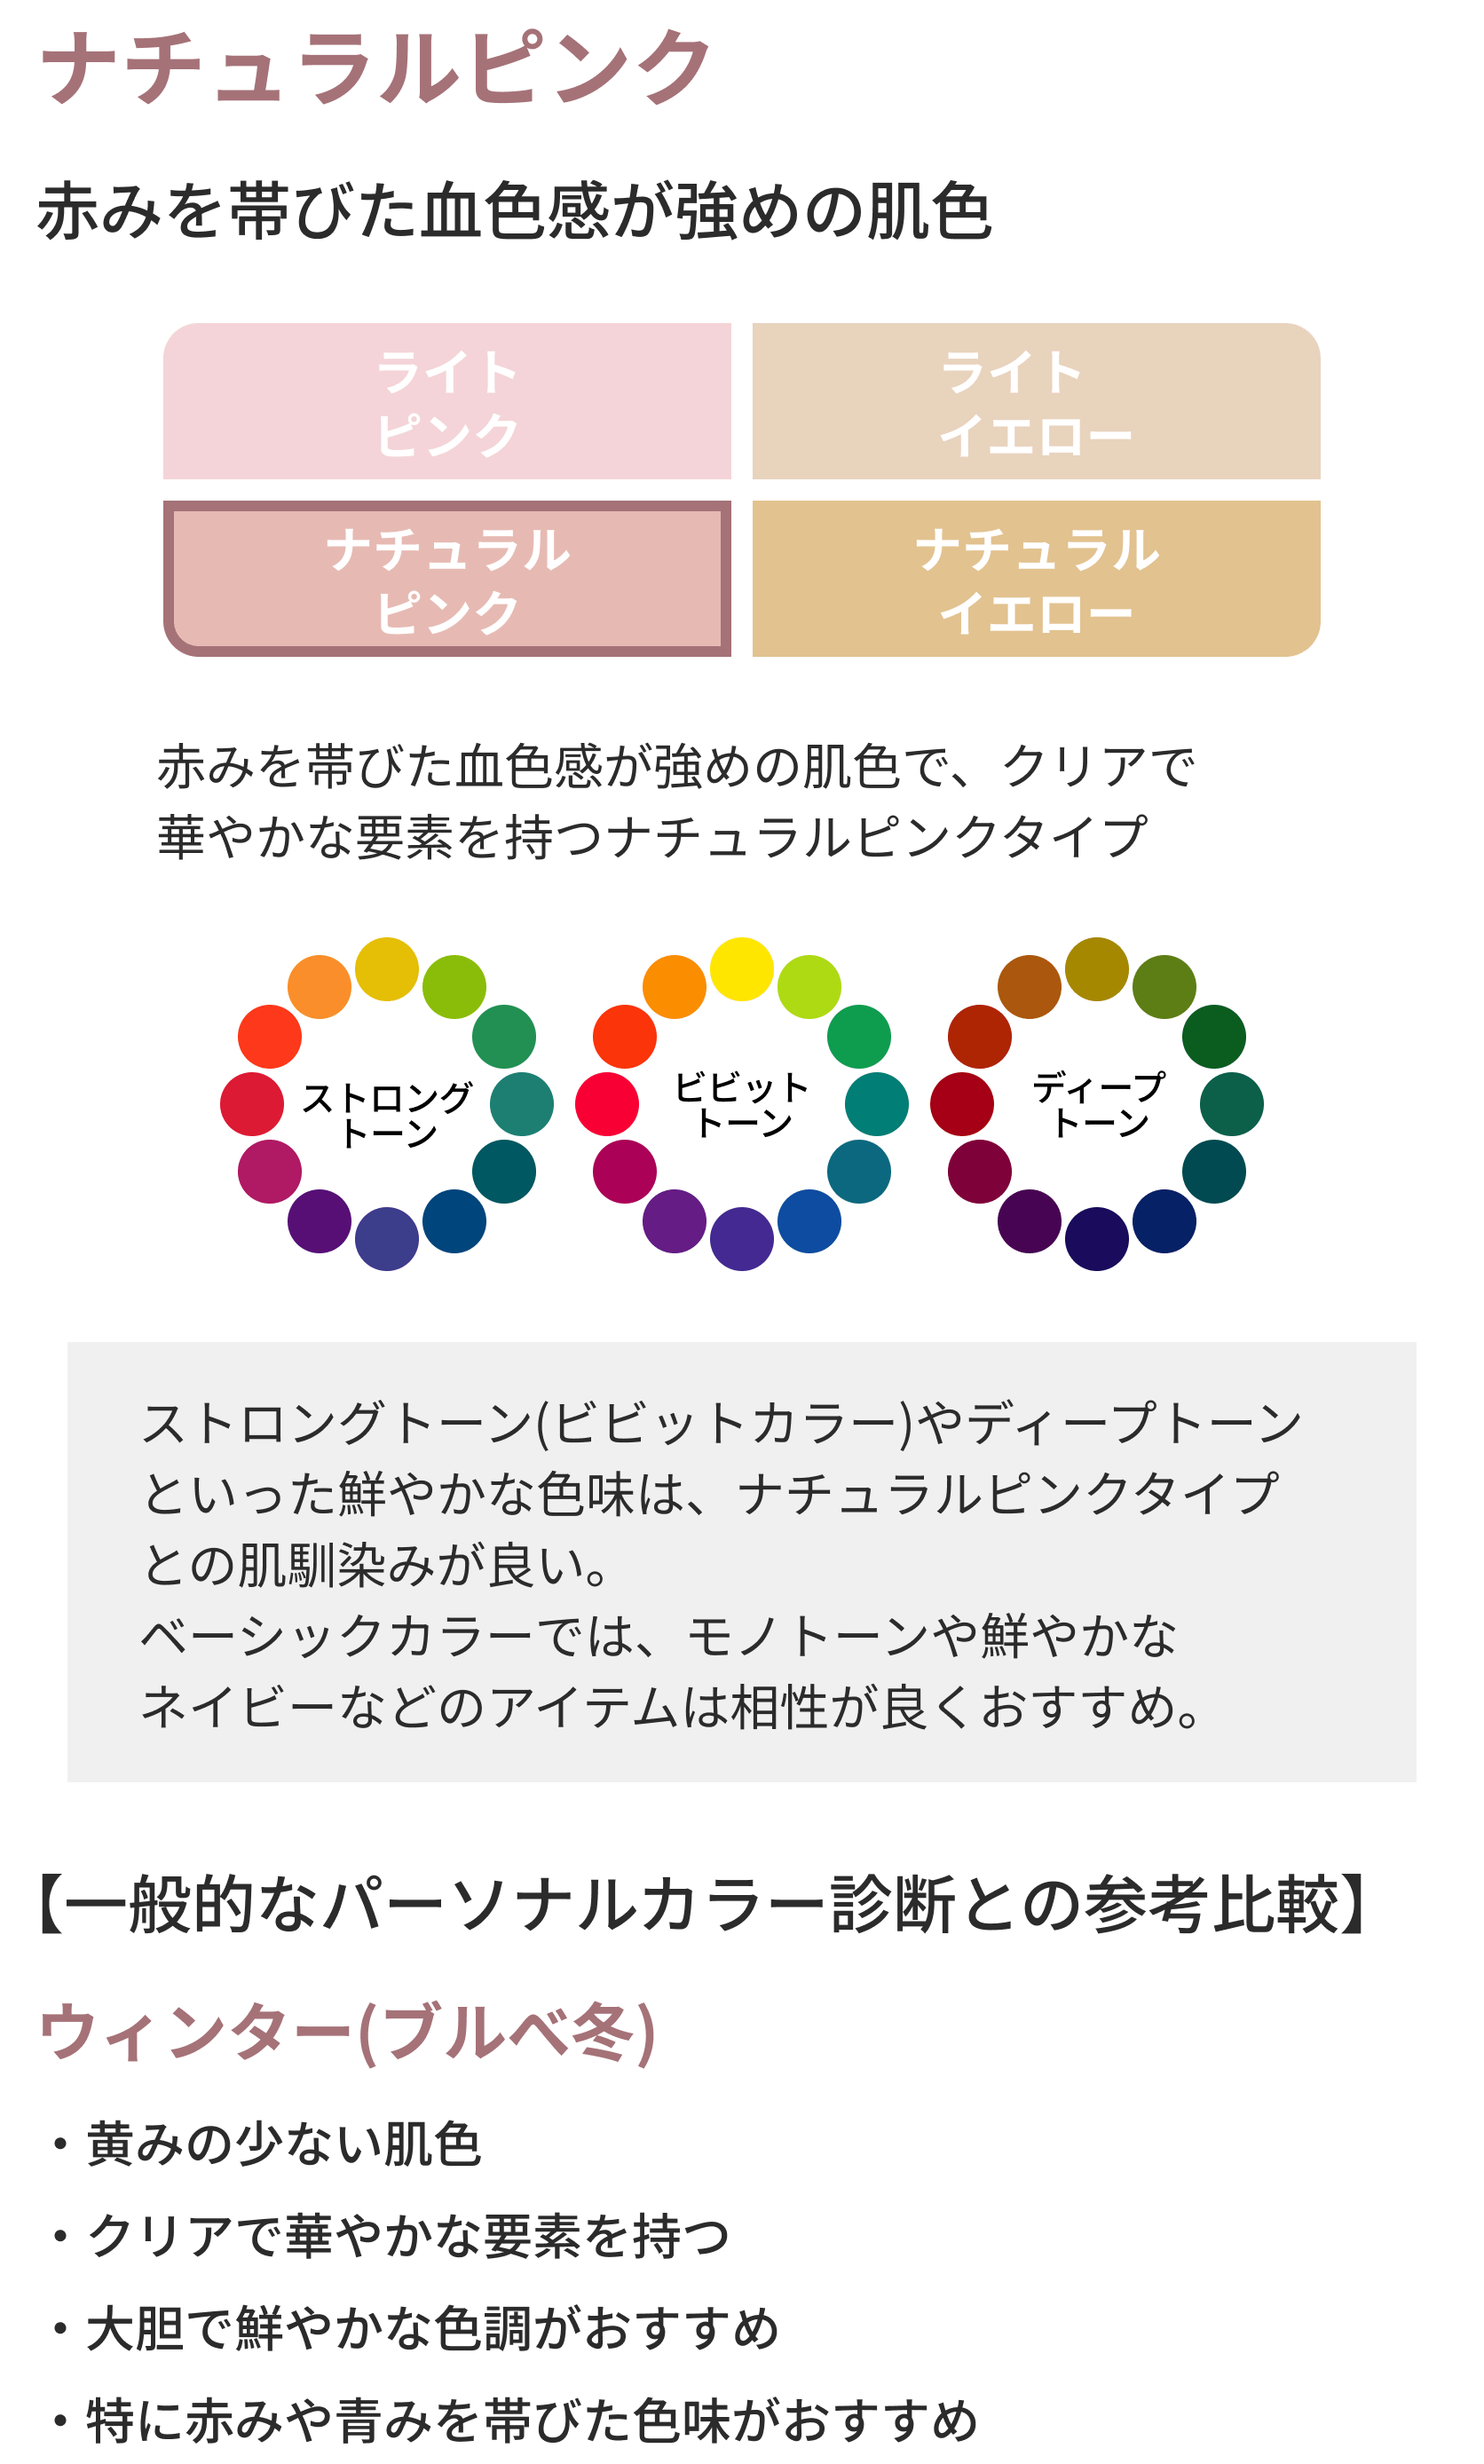 ナチュラルピンク
赤みを帯びた血色感が強めの肌色
ライト
ピンク
ライト
イエロー
ナチュラル
ピンク
ナチュラル
イエロー
赤みを帯びた血色感が強めの肌色で、クリアで
華やかな要素を持つナチュラルピンクタイプ
ストロング
トーン
ビビット
トーン
ディープ
トーン
ストロングトーン(ビビットカラー)やディープトーン
といった鮮やかな色味は、ナチュラルピンクタイプ
との肌馴染みが良い。
ベーシックカラーでは、モノトーンや鮮やかな
ネイビーなどのアイテムは相性が良くおすすめ。
【一般的なパーソナルカラー診断との参考比較】
ウィンター(ブルべ冬)
・黄みの少ない肌色
・クリアで華やかな要素を持つ
・大胆で鮮やかな色調がおすすめ
・特に赤みや青みを帯びた色味がおすすめ